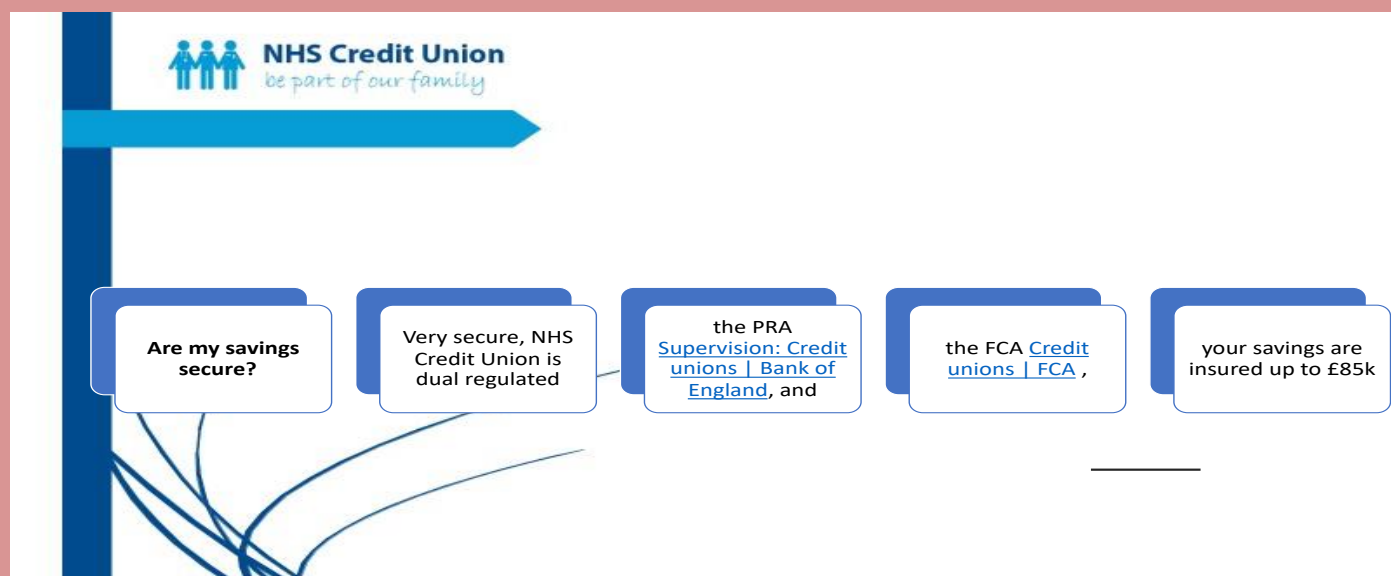 NHS Credit Union
be part of our family
Are my savings
secure?
Very secure, NHS
Credit Union is
dual regulated
the PRA
Supervision: Credit
unions | Bank of
England, and
the FCA Credit
unions | FCA ,
your savings are
insured up to £85k